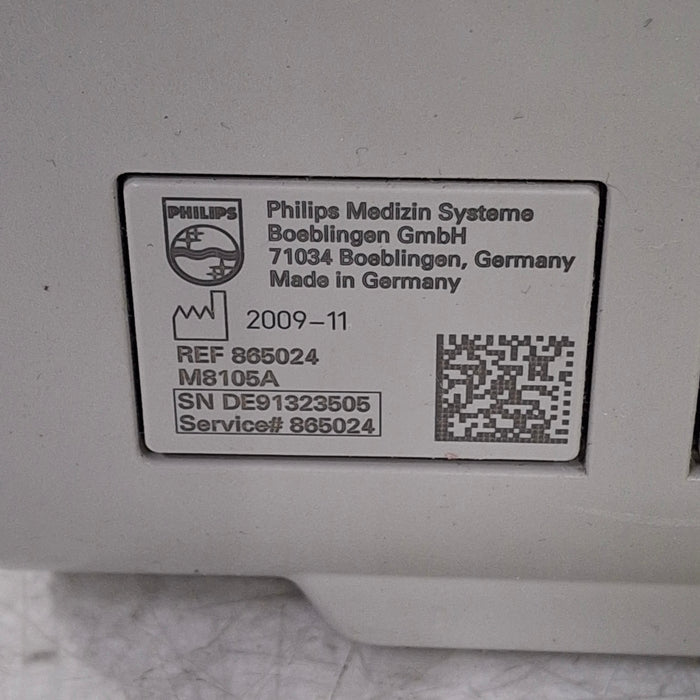 PHILIPS
Philips Medizin Systeme
Boeblingen GmbH
71034 Boeblingen, Germany
Made in Germany
2009-11
REF 865024
M8105A
SN DE91323505
Service# 865024